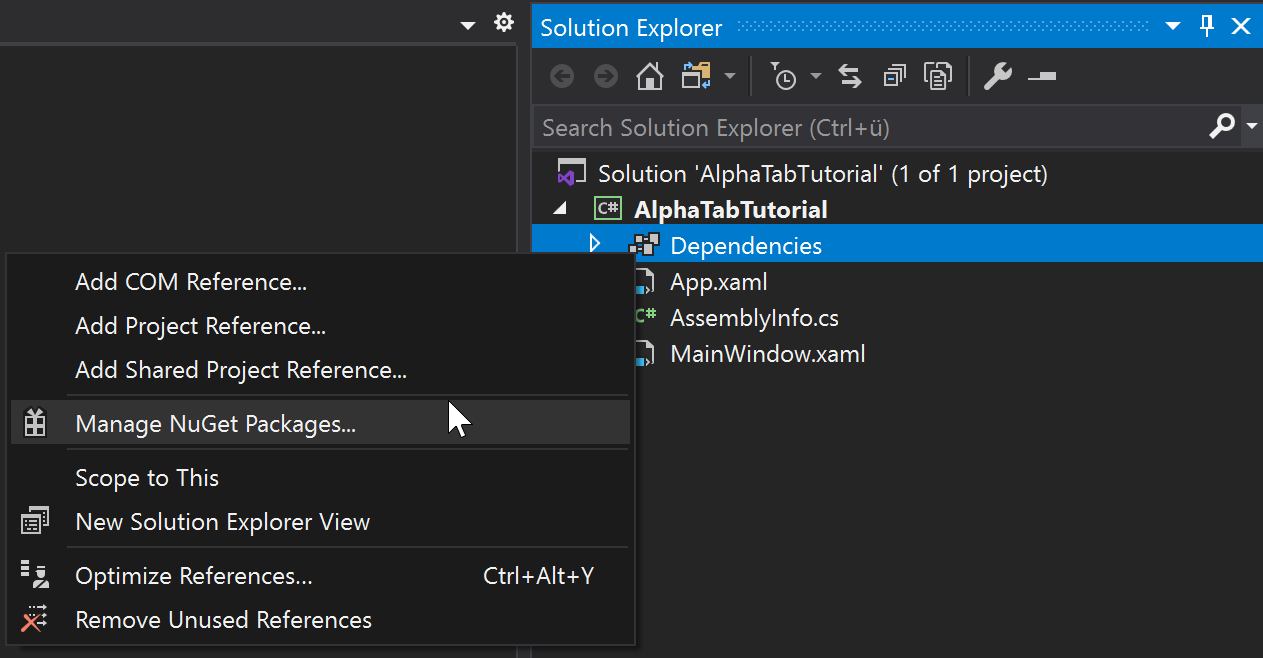 Solution Explorer
Search Solution Explorer (Ctrl+ü)
Solution 'AlphaTabTutorial' (1 of 1 project)
C# AlphaTabTutorial
Dependencies
App.xaml
C# AssemblyInfo.cs
MainWindow.xaml
Add COM Reference...
Add Project Reference...
Add Shared Project Reference...
Manage NuGet Packages...
Scope to This
New Solution Explorer View
Optimize References... Ctrl+Alt+Y
Remove Unused References